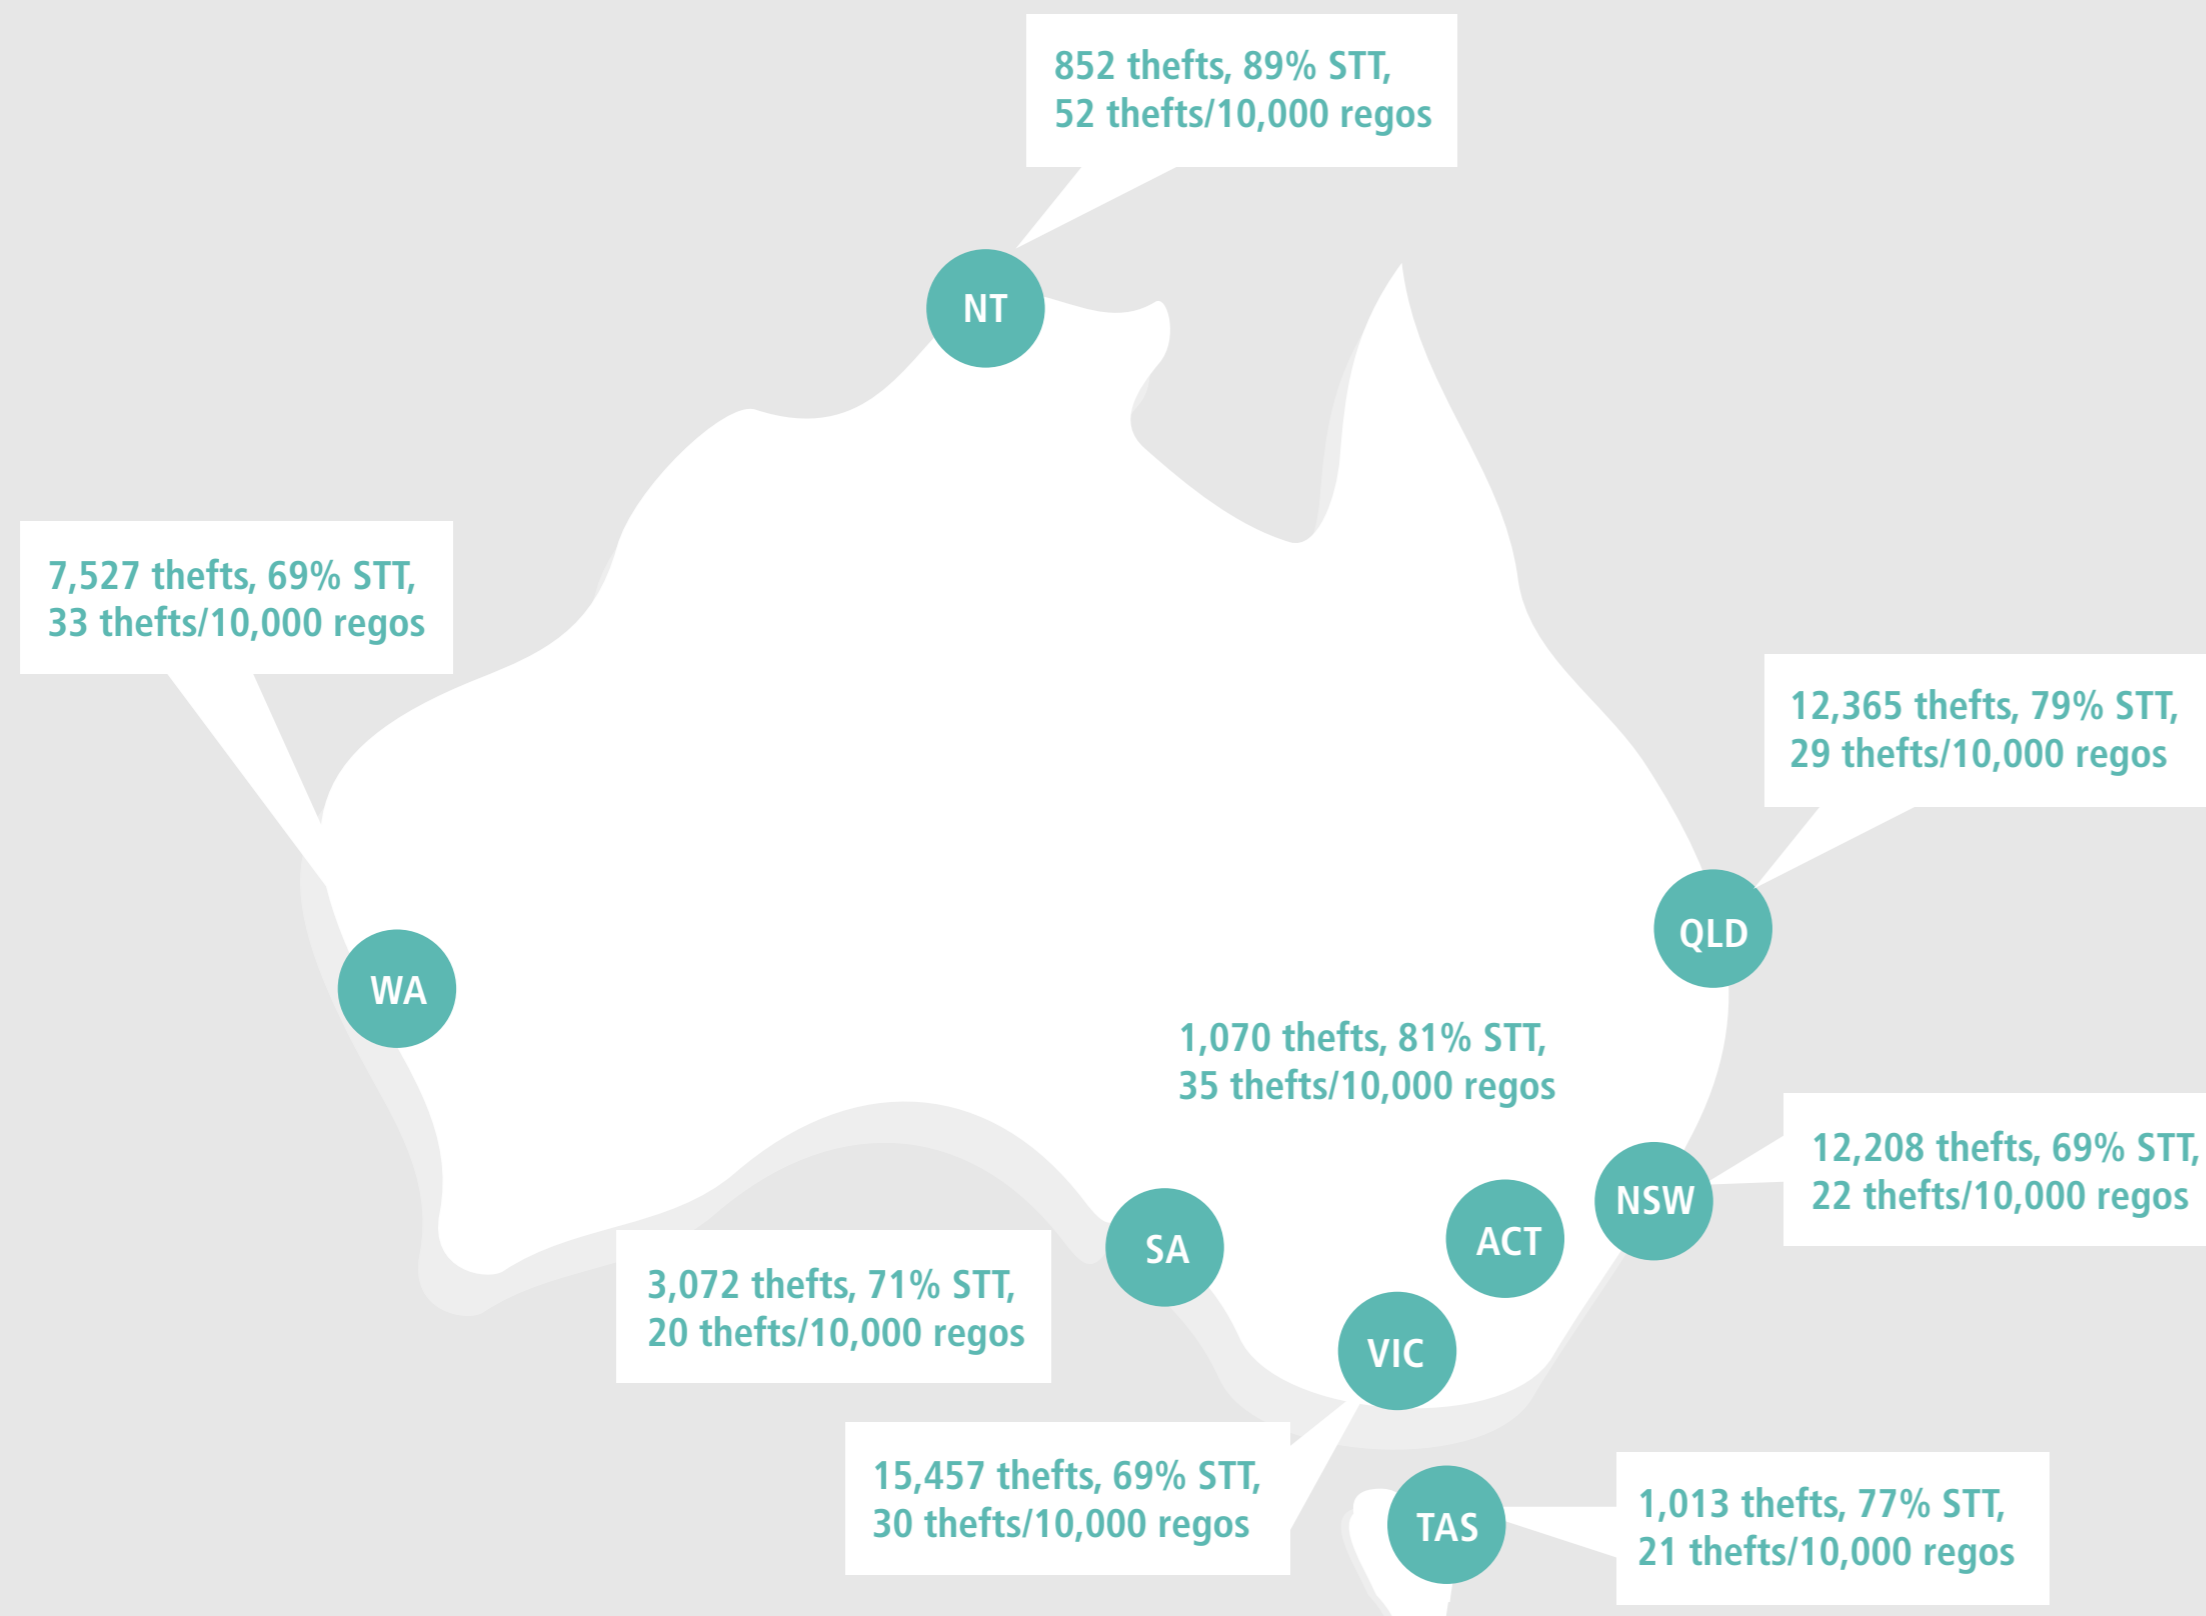 852 thefts, 89% STT,
52 thefts/10,000 regos
NT
7,527 thefts, 69% STT,
33 thefts/10,000 regos
WA
12,365 thefts, 79% STT,
29 thefts/10,000 regos
QLD
1,070 thefts, 81% STT,
35 thefts/10,000 regos
ACT
12,208 thefts, 69% STT,
22 thefts/10,000 regos
NSW
SA
3,072 thefts, 71% STT,
20 thefts/10,000 regos
VIC
15,457 thefts, 69% STT,
30 thefts/10,000 regos
TAS
1,013 thefts, 77% STT,
21 thefts/10,000 regos